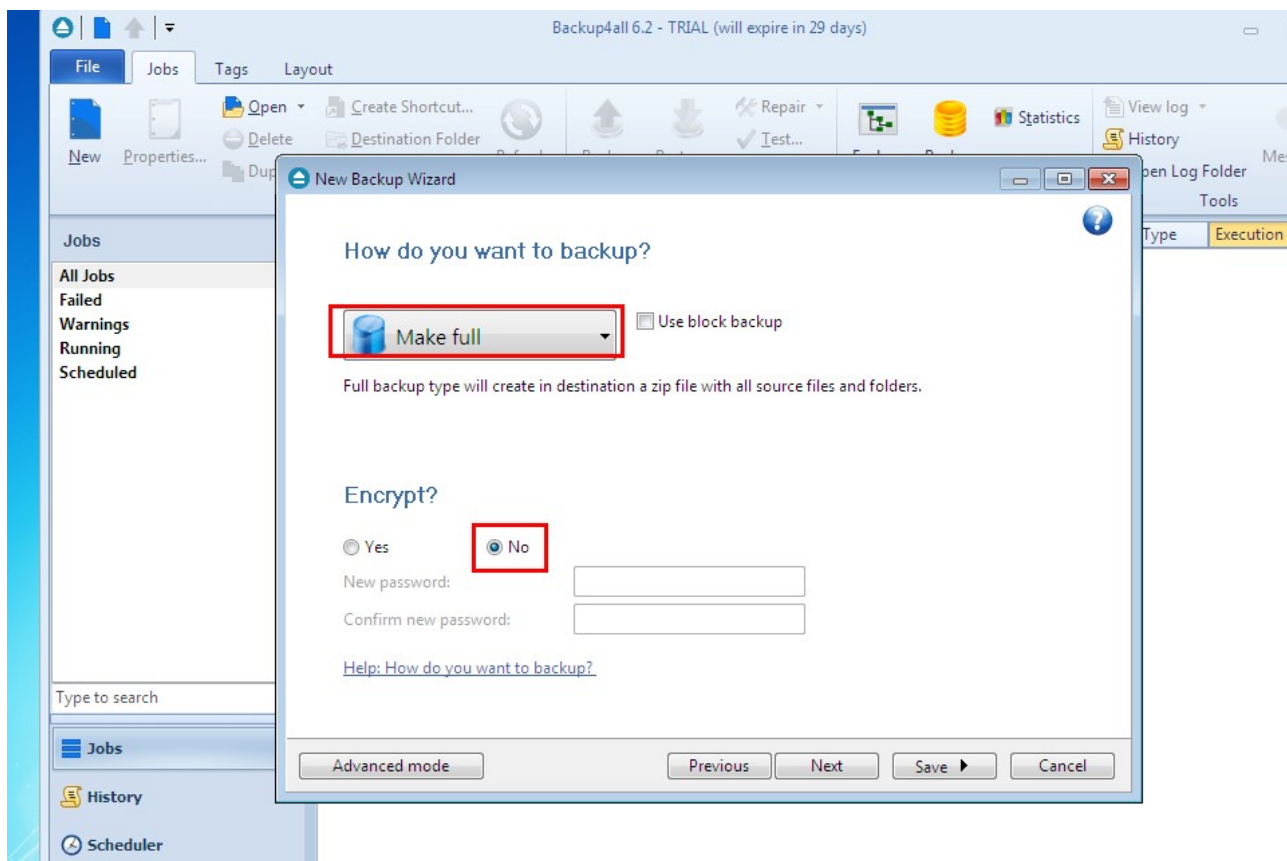 Backup4all 6.2 - TRIAL (will expire in 29 days)
File Jobs Tags Layout
New Properties...
Open Create Shortcut... Repair Statistics View log
Delete Destination Folder Test... History
Log Folder
Tools
New Backup Wizard
Jobs
Type Execution
All Jobs
Failed
Warnings
Running
Scheduled
How do you want to backup?
Make full Use block backup
Full backup type will create in destination a zip file with all source files and folders.
Encrypt?
Yes No
New password:
Confirm new password:
Help: How do you want to backup?
Type to search
Advanced mode Previous Next Save Cancel
Jobs
History
Scheduler